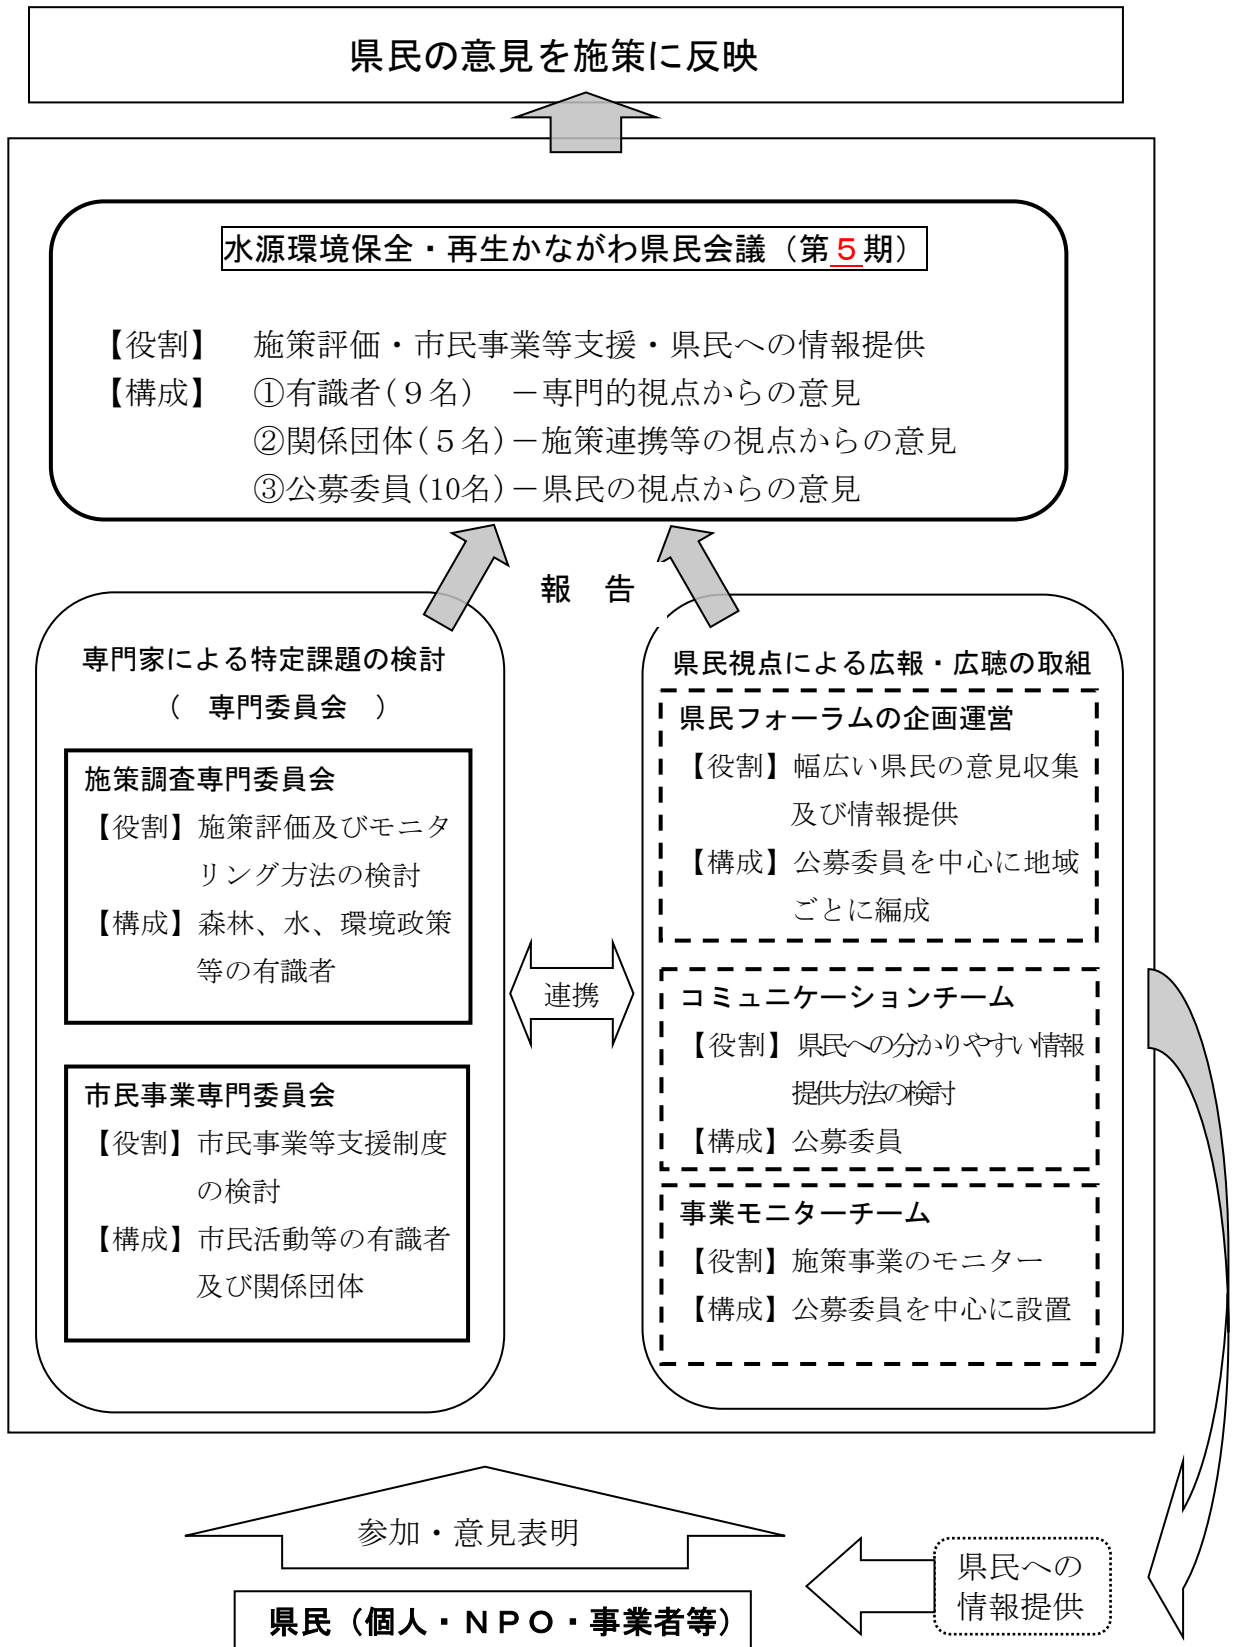 県民の意見を施策に反映
水源環境保全・再生かながわ県民会議（第５期）
【役割】　施策評価・市民事業等支援・県民への情報提供
【構成】　①有識者(９名)　－専門的視点からの意見
②関係団体(５名)－施策連携等の視点からの意見
③公募委員(10名)－県民の視点からの意見
報　告
専門家による特定課題の検討
（　専門委員会　）
施策調査専門委員会
【役割】施策評価及びモニタ
リング方法の検討
【構成】森林、水、環境政策
等の有識者
市民事業専門委員会
【役割】市民事業等支援制度
の検討
【構成】市民活動等の有識者
及び関係団体
連携
県民視点による広報・広聴の取組
県民フォーラムの企画運営
【役割】幅広い県民の意見収集
及び情報提供
【構成】公募委員を中心に地域
ごとに編成
コミュニケーションチーム
【役割】県民への分かりやすい情報
提供方法の検討
【構成】公募委員
事業モニターチーム
【役割】施策事業のモニター
【構成】公募委員を中心に設置
参加・意見表明
県民（個人・ＮＰＯ・事業者等）
県民への
情報提供